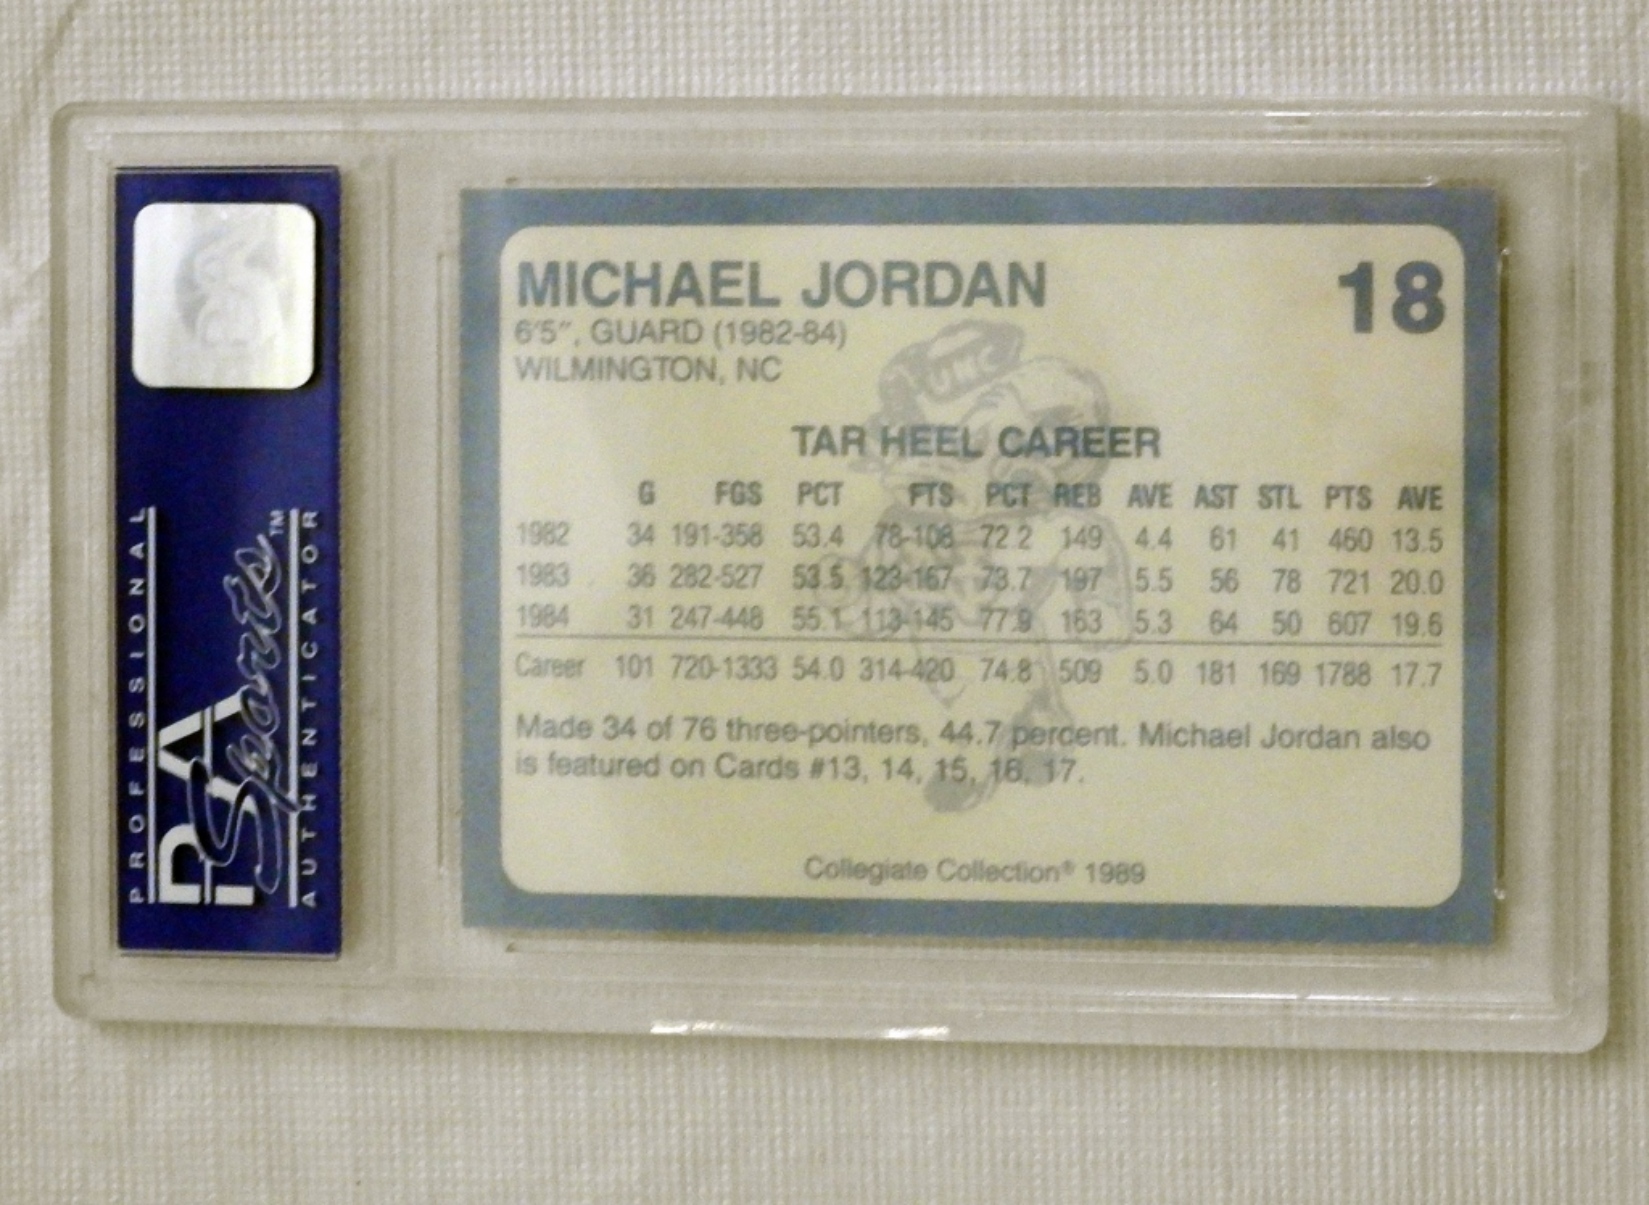 PROFESSIONAL
PSA
Sports™
AUTHENTICATOR
MICHAEL JORDAN
18
6'5", GUARD (1982-84)
WILMINGTON, NC
UNC
TAR HEEL CAREER
G FGS PCT FTS PCT REB AVE AST STL PTS AVE
1982 34 191-358 53.4 78-108 72.2 149 4.4 61 41 460 13.5
1983 36 282-527 53.5 123-167 73.7 197 5.5 56 78 721 20.0
1984 31 247-448 55.1 113-145 77.9 163 5.3 64 50 607 19.6
Career 101 720-1333 54.0 314-420 74.8 509 5.0 181 169 1788 17.7
Made 34 of 76 three-pointers, 44.7 percent. Michael Jordan also
is featured on Cards #13, 14, 15, 16, 17.
Collegiate Collection® 1989